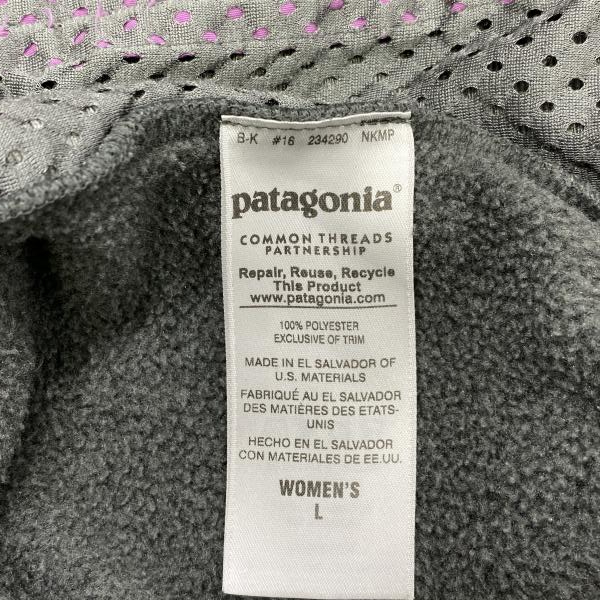 B-K #16 234290 NKMP
patagonia®
COMMON THREADS
PARTNERSHIP
Repair, Reuse, Recycle
This Product
www.patagonia.com
100% POLYESTER
EXCLUSIVE OF TRIM
MADE IN EL SALVADOR OF
U.S. MATERIALS
FABRIQUÉ AU EL SALVADOR
DES MATIÈRES DES ETATS-
UNIS
HECHO EN EL SALVADOR
CON MATERIALES DE EE.UU.
WOMEN'S
L